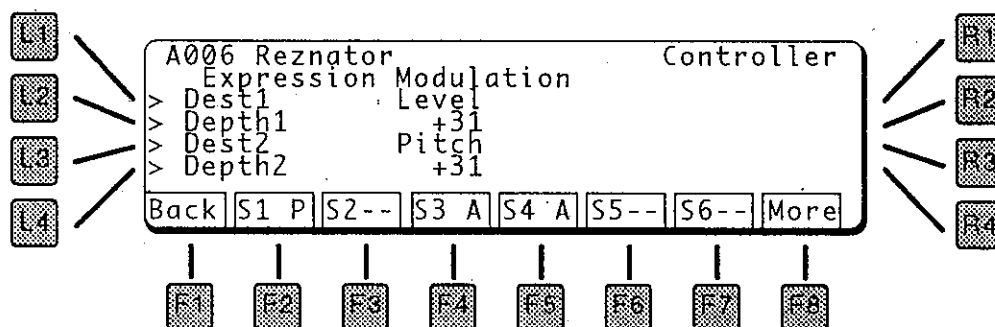 L1
R1
A006 Reznator Controller
Expression Modulation
> Dest1 Level
L2
R2
> Depth1 +31
> Dest2 Pitch
L3
R3
> Depth2 +31
L4
R4
Back S1 P S2-- S3 A S4 A S5-- S6-- More
F1 F2 F3 F4 F5 F6 F7 F8